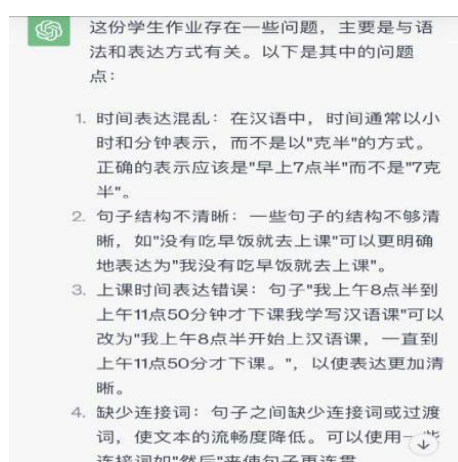 这份学生作业存在一些问题，主要是与语
法和表达方式有关。以下是其中的问题
点：
1. 时间表达混乱：在汉语中，时间通常以小
时和分钟表示，而不是以"克半"的方式。
正确的表示应该是"早上7点半"而不是"7克
半"。
2. 句子结构不清晰：一些句子的结构不够清
晰，如"没有吃早饭就去上课"可以更明确
地表达为"我没有吃早饭就去上课"。
3. 上课时间表达错误：句子"我上午8点半到
上午11点50分钟才下课我学写汉语课"可以
改为"我上午8点半开始上汉语课，一直到
上午11点50分才下课。"，以使表达更加清
晰。
4. 缺少连接词：句子之间缺少连接词或过渡
词，使文本的流畅度降低。可以使用一些
连接词如"然后"来使句子更连贯